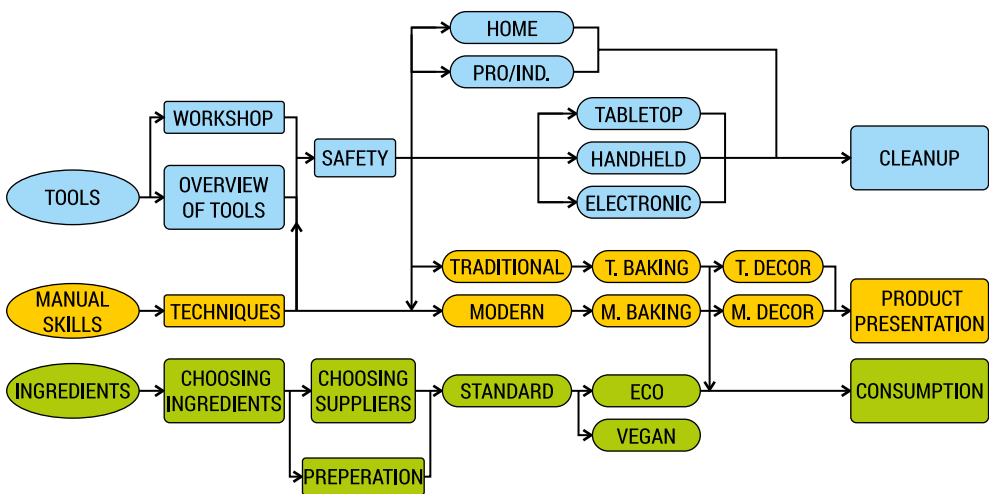 HOME
PRO/IND.
WORKSHOP
TABLETOP
SAFETY
HANDHELD
CLEANUP
TOOLS
OVERVIEW
OF TOOLS
ELECTRONIC
TRADITIONAL
T. BAKING
T. DECOR
MANUAL
SKILLS
TECHNIQUES
MODERN
M. BAKING
M. DECOR
PRODUCT
PRESENTATION
INGREDIENTS
CHOOSING
INGREDIENTS
CHOOSING
SUPPLIERS
STANDARD
ECO
CONSUMPTION
VEGAN
PREPERATION